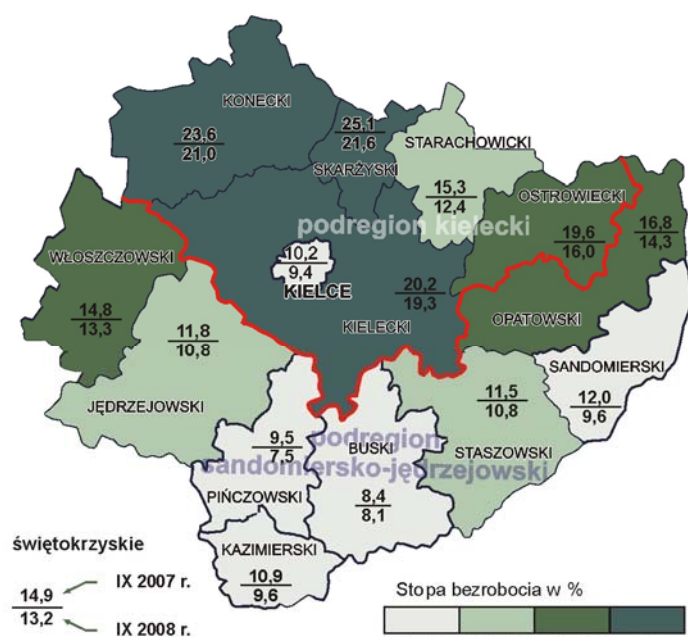 KONECKI
23,6
21,0
25,1
21,6
SKARŻYSKI
STARACHOWICKI
15,3
12,4
podregion kielecki
OSTROWIECKI
19,6
16,0
16,8
14,3
WŁOSZCZOWSKI
14,8
13,3
10,2
9,4
KIELCE
20,2
19,3
KIELECKI
OPATOWSKI
11,8
10,8
JĘDRZEJOWSKI
SANDOMIERSKI
12,0
9,6
11,5
10,8
STASZOWSKI
9,5
7,5
PIŃCZOWSKI
podregion
sandomiersko-jędrzejowski
BUSKI
8,4
8,1
KAZIMIERSKI
10,9
9,6
świętokrzyskie
14,9 IX 2007 r.
13,2 IX 2008 r.
Stopa bezrobocia w %